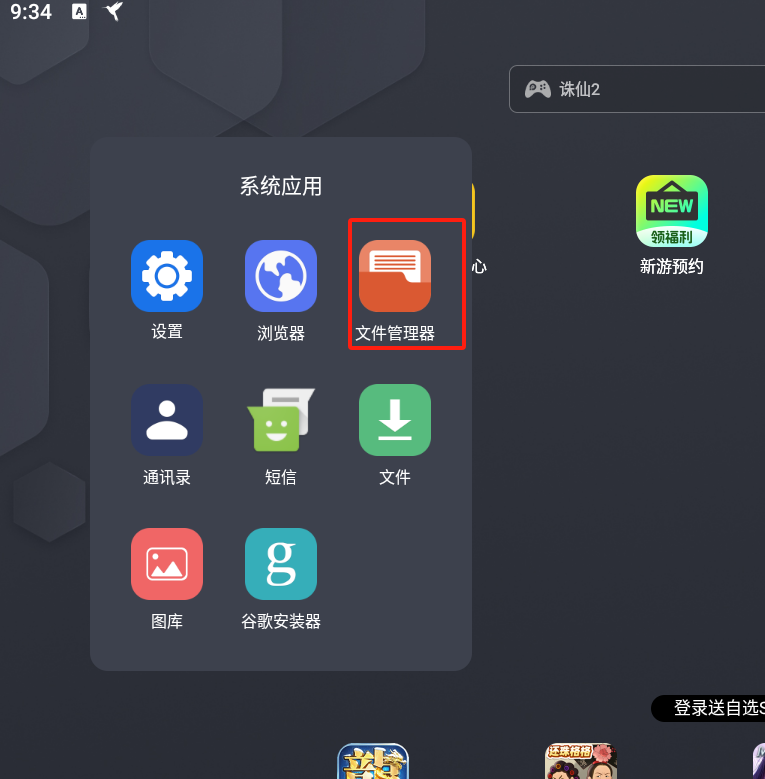 9:34
A
诛仙2
系统应用
NEW
领福利
心
新游预约
设置
浏览器
文件管理器
通讯录
短信
文件
图库
g
谷歌安装器
登录送自选S
还珠格格